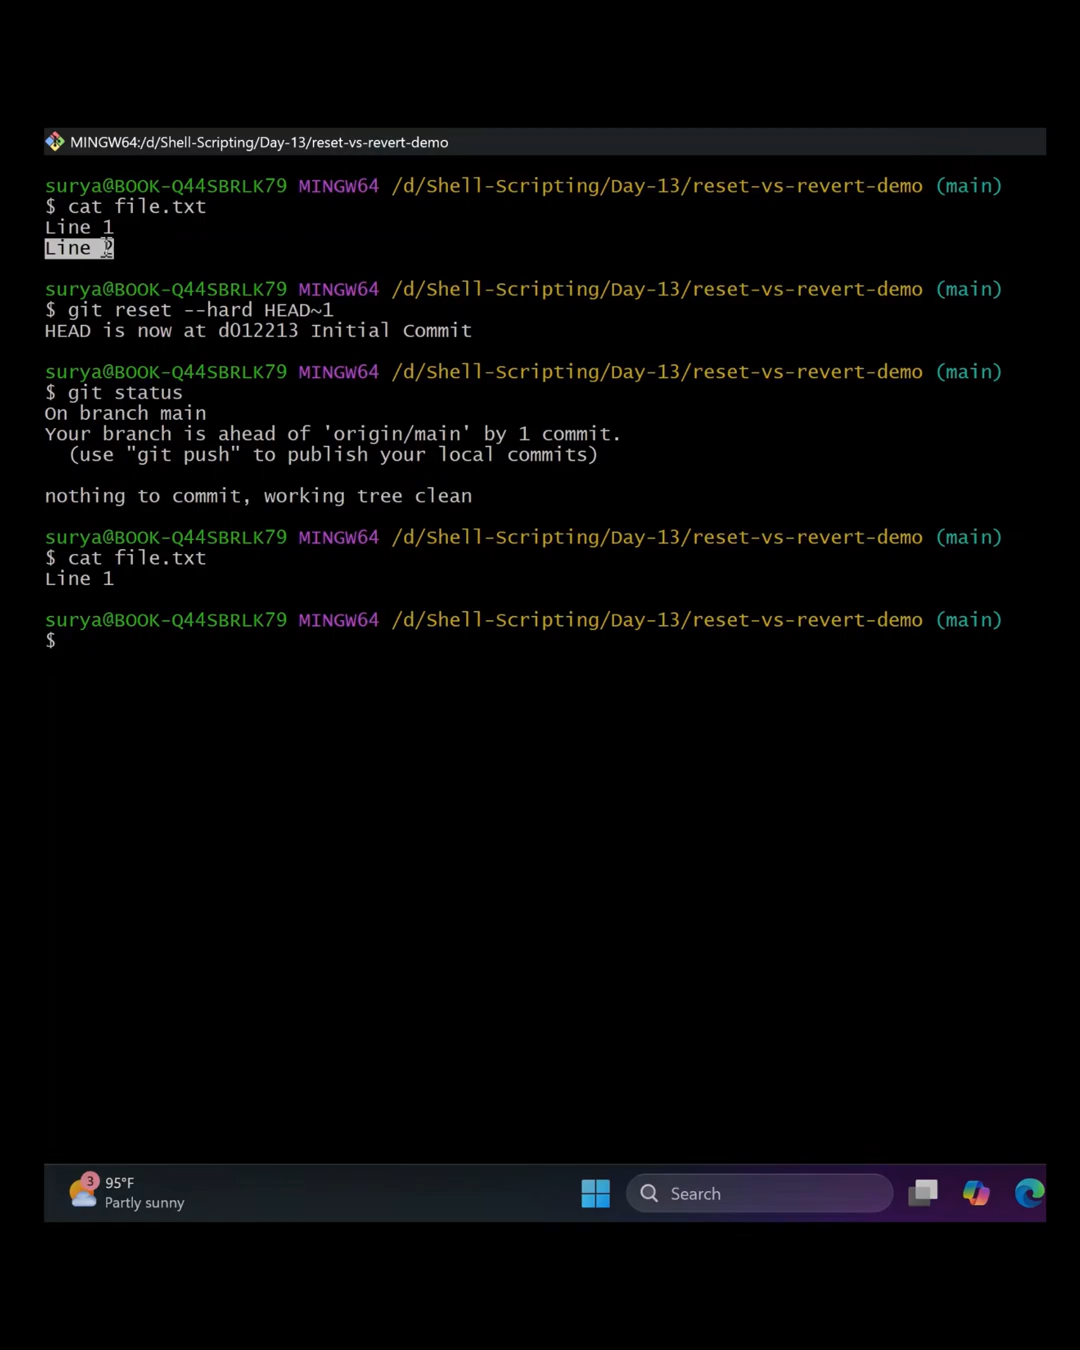 MINGW64:/d/Shell-Scripting/Day-13/reset-vs-revert-demo
surya@BOOK-Q44SBRLK79 MINGW64 /d/Shell-Scripting/Day-13/reset-vs-revert-demo (main)
$ cat file.txt
Line 1
Line 2
surya@BOOK-Q44SBRLK79 MINGW64 /d/Shell-Scripting/Day-13/reset-vs-revert-demo (main)
$ git reset --hard HEAD~1
HEAD is now at d012213 Initial Commit
surya@BOOK-Q44SBRLK79 MINGW64 /d/Shell-Scripting/Day-13/reset-vs-revert-demo (main)
$ git status
On branch main
Your branch is ahead of 'origin/main' by 1 commit.
(use "git push" to publish your local commits)
nothing to commit, working tree clean
surya@BOOK-Q44SBRLK79 MINGW64 /d/Shell-Scripting/Day-13/reset-vs-revert-demo (main)
$ cat file.txt
Line 1
surya@BOOK-Q44SBRLK79 MINGW64 /d/Shell-Scripting/Day-13/reset-vs-revert-demo (main)
$
3
95°F
Partly sunny
Search